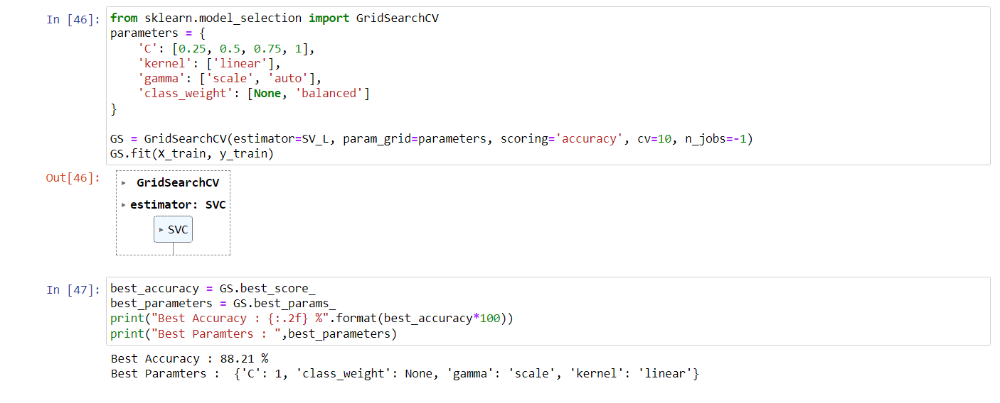 In [46]: from sklearn.model_selection import GridSearchCV
parameters = {
    'C': [0.25, 0.5, 0.75, 1],
    'kernel': ['linear'],
    'gamma': ['scale', 'auto'],
    'class_weight': [None, 'balanced']
}

GS = GridSearchCV(estimator=SV_L, param_grid=parameters, scoring='accuracy', cv=10, n_jobs=-1)
GS.fit(X_train, y_train)
Out[46]:
▸ GridSearchCV
▸ estimator: SVC
▸ SVC
In [47]: best_accuracy = GS.best_score_
best_parameters = GS.best_params_
print("Best Accuracy : {:.2f} %".format(best_accuracy*100))
print("Best Paramters : ",best_parameters)
Best Accuracy : 88.21 %
Best Paramters :  {'C': 1, 'class_weight': None, 'gamma': 'scale', 'kernel': 'linear'}